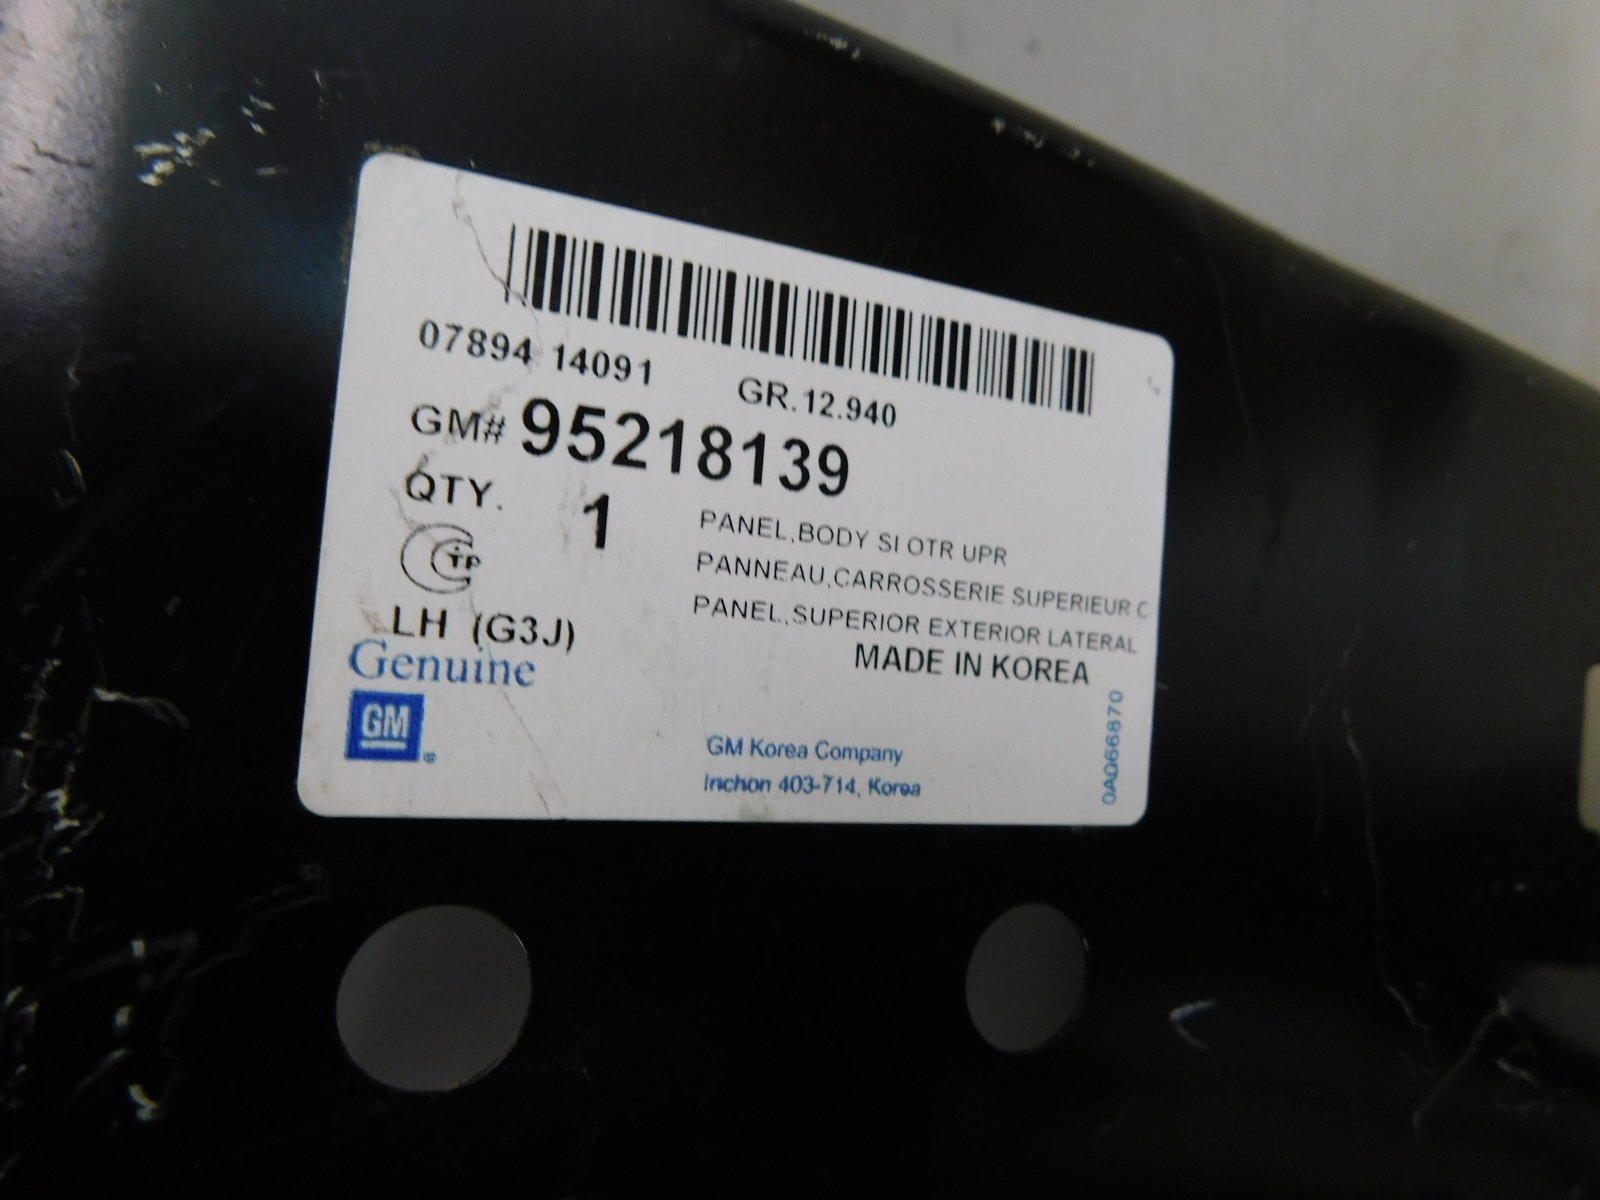 07894 14091 GR.12.940
GM# 95218139
QTY. 1
PANEL,BODY SI OTR UPR
PANNEAU,CARROSSERIE SUPERIEUR C
PANEL,SUPERIOR EXTERIOR LATERAL
CTP
LH (G3J)
MADE IN KOREA
Genuine
GM®
GM Korea Company
Inchon 403-714, Korea
0A066870